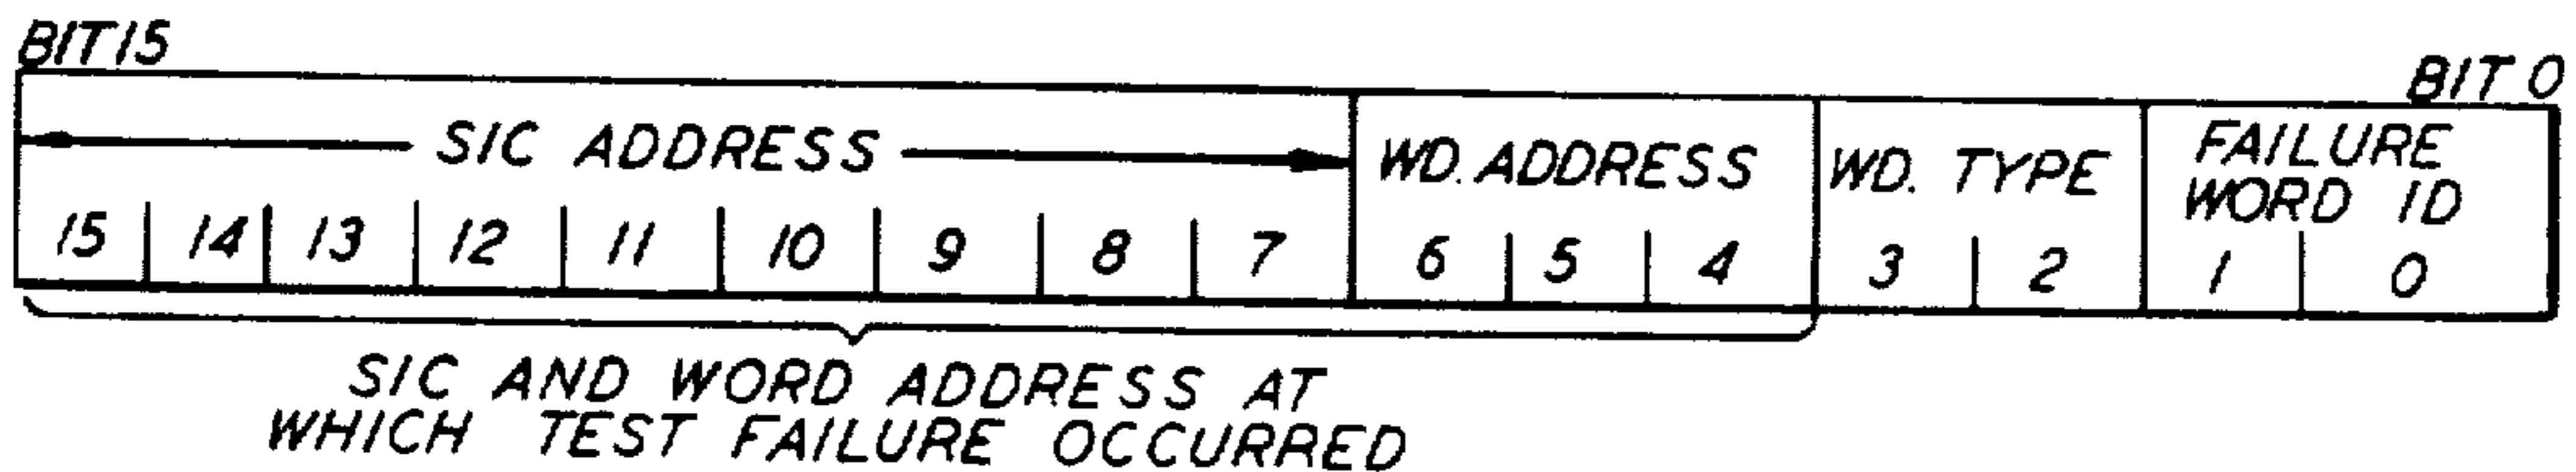 BIT 15
BIT 0
SIC ADDRESS
WD. ADDRESS
WD. TYPE
FAILURE
WORD ID
15 14 13 12 11 10 9 8 7 6 5 4 3 2 1 0
SIC AND WORD ADDRESS AT
WHICH TEST FAILURE OCCURRED